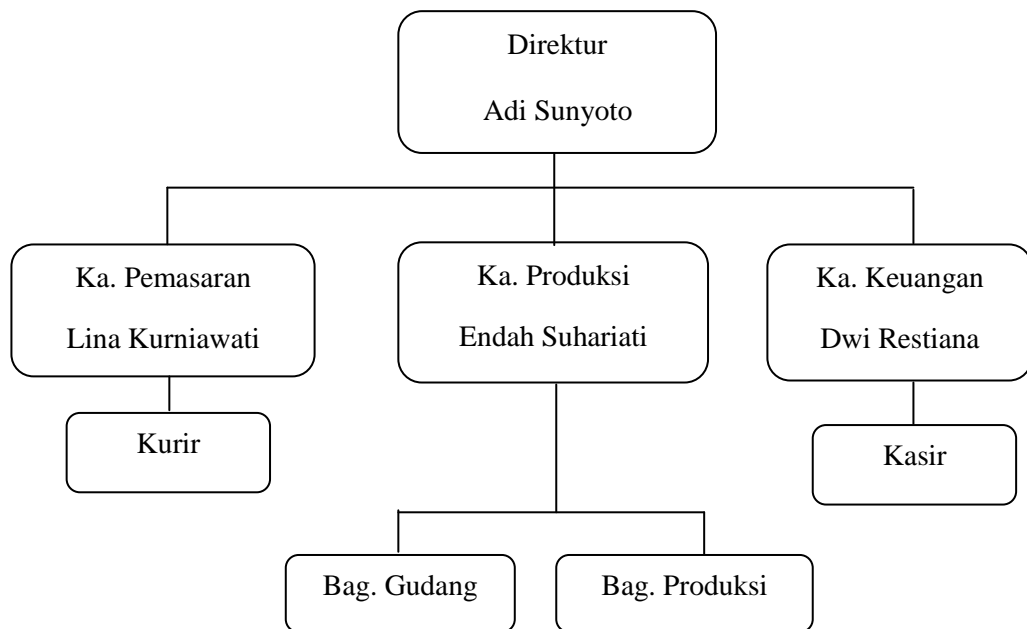 Direktur
Adi Sunyoto
Ka. Pemasaran
Lina Kurniawati
Ka. Produksi
Endah Suhariati
Ka. Keuangan
Dwi Restiana
Kurir
Kasir
Bag. Gudang
Bag. Produksi